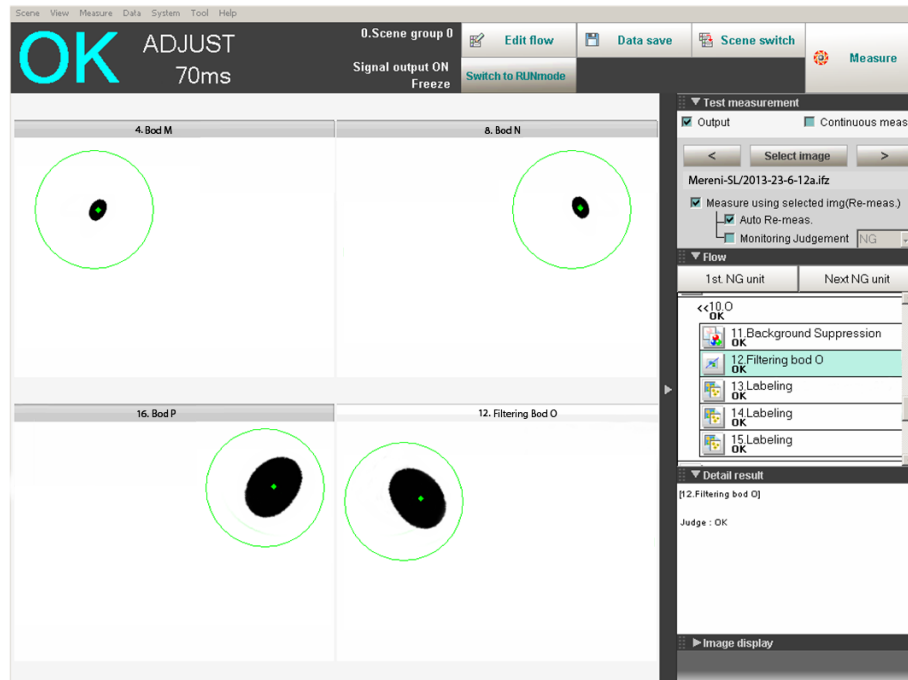 Scene View Measure Data System Tool Help
OK
ADJUST
70ms
0.Scene group 0
Signal output ON
Freeze
Edit flow
Data save
Scene switch
Switch to RUNmode
Measure
4. Bod M
8. Bod N
16. Bod P
12. Filtering Bod O
Test measurement
Output
Continuous meas
< Select image >
Mereni-SL/2013-23-6-12a.ifz
Measure using selected img(Re-meas.)
Auto Re-meas.
Monitoring Judgement NG
Flow
1st. NG unit Next NG unit
<<10.O
OK
11.Background Suppression
OK
12.Filtering bod O
OK
13.Labeling
OK
14.Labeling
OK
15.Labeling
OK
Detail result
[12.Filtering bod O]
Judge : OK
Image display